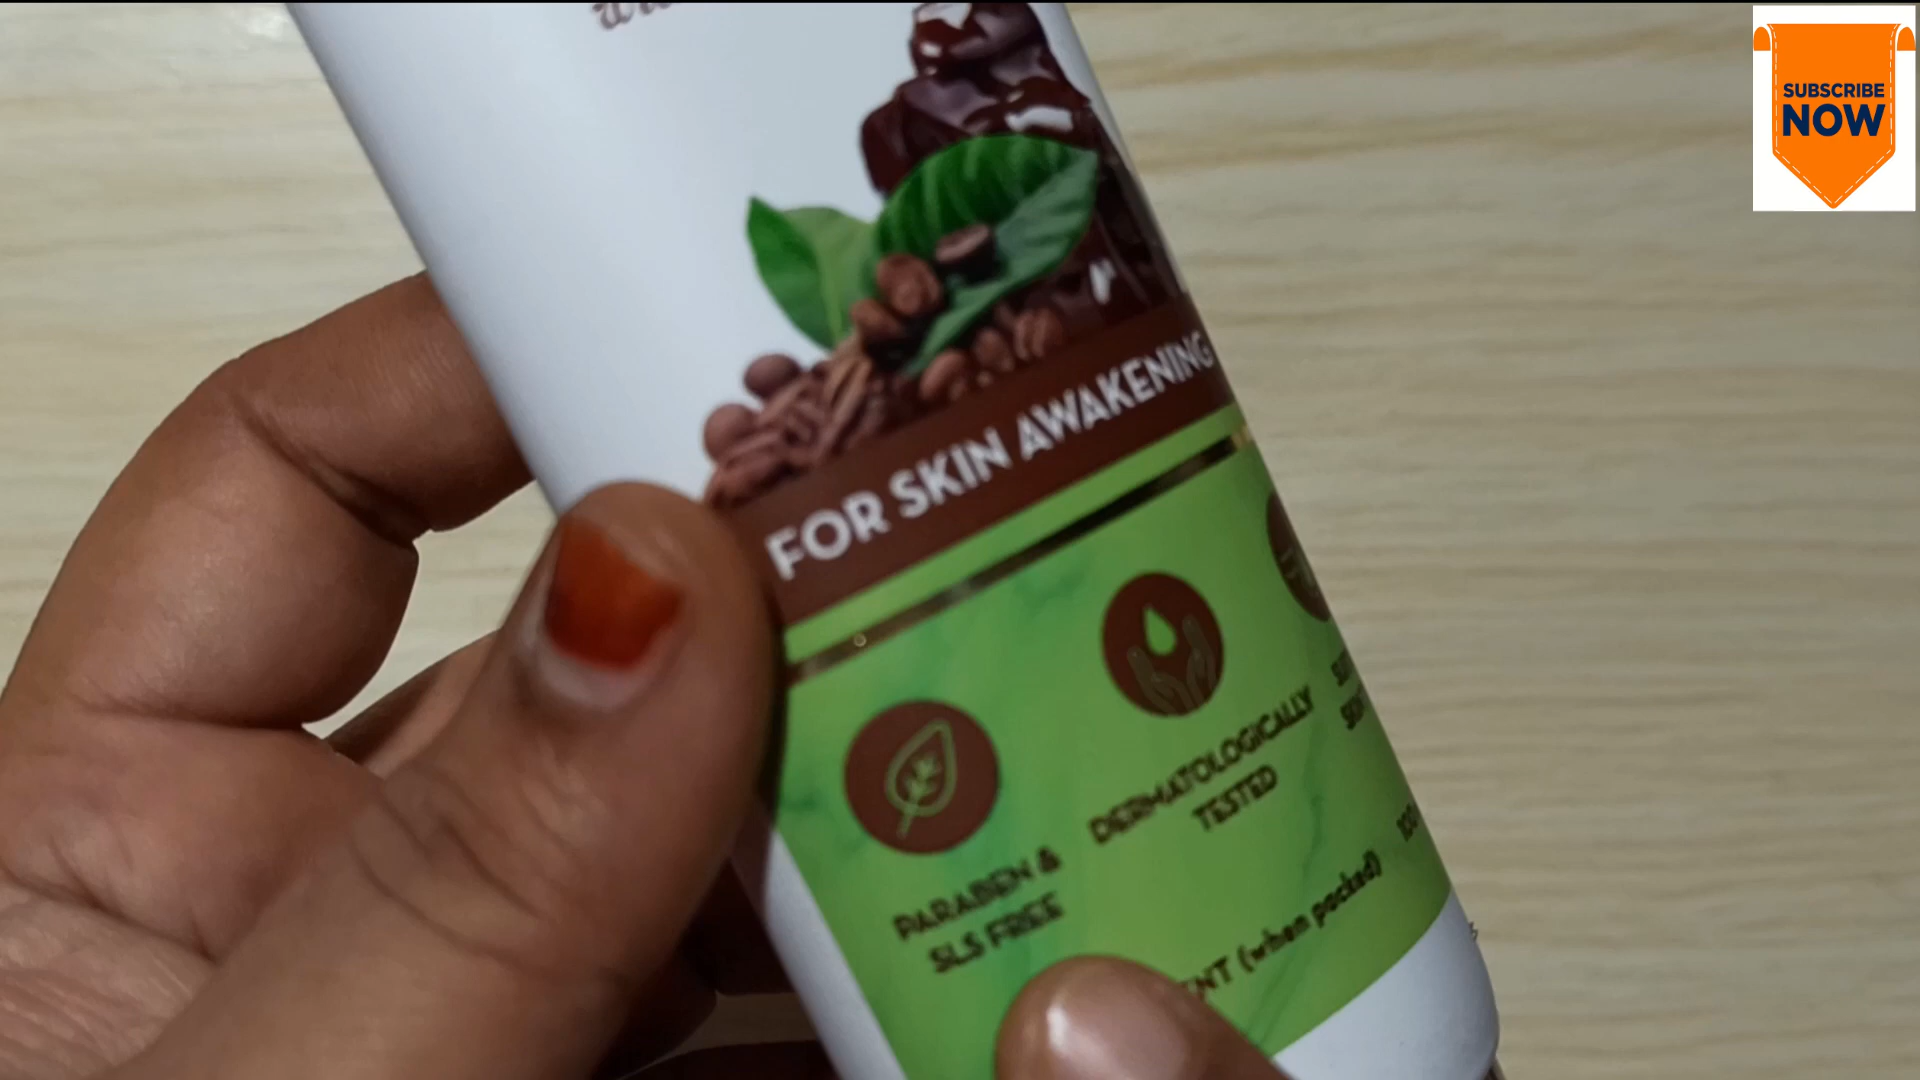 SUBSCRIBE
NOW
FOR SKIN AWAKENING
DERMATOLOGICALLY
TESTED
PARABEN &
SLS FREE
(when packed)